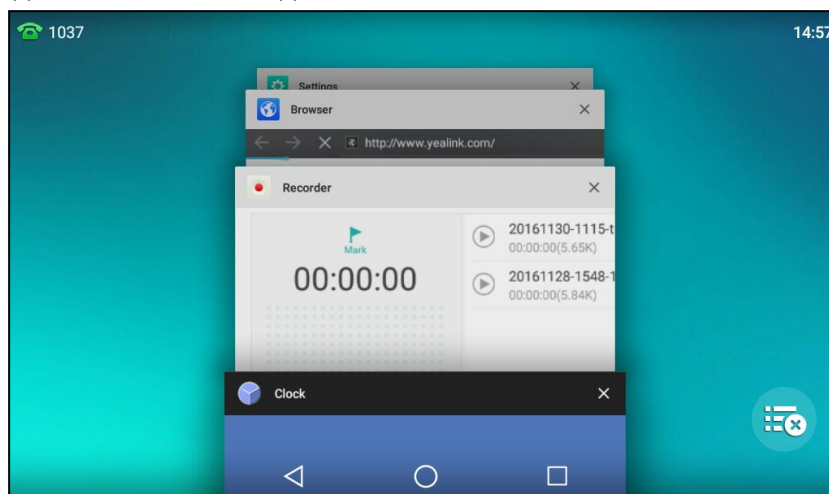 1037
14:57
Settings
Browser
http://www.yealink.com/
Recorder
Mark
00:00:00
20161130-1115-t
00:00:00(5.65K)
20161128-1548-1
00:00:00(5.84K)
Clock